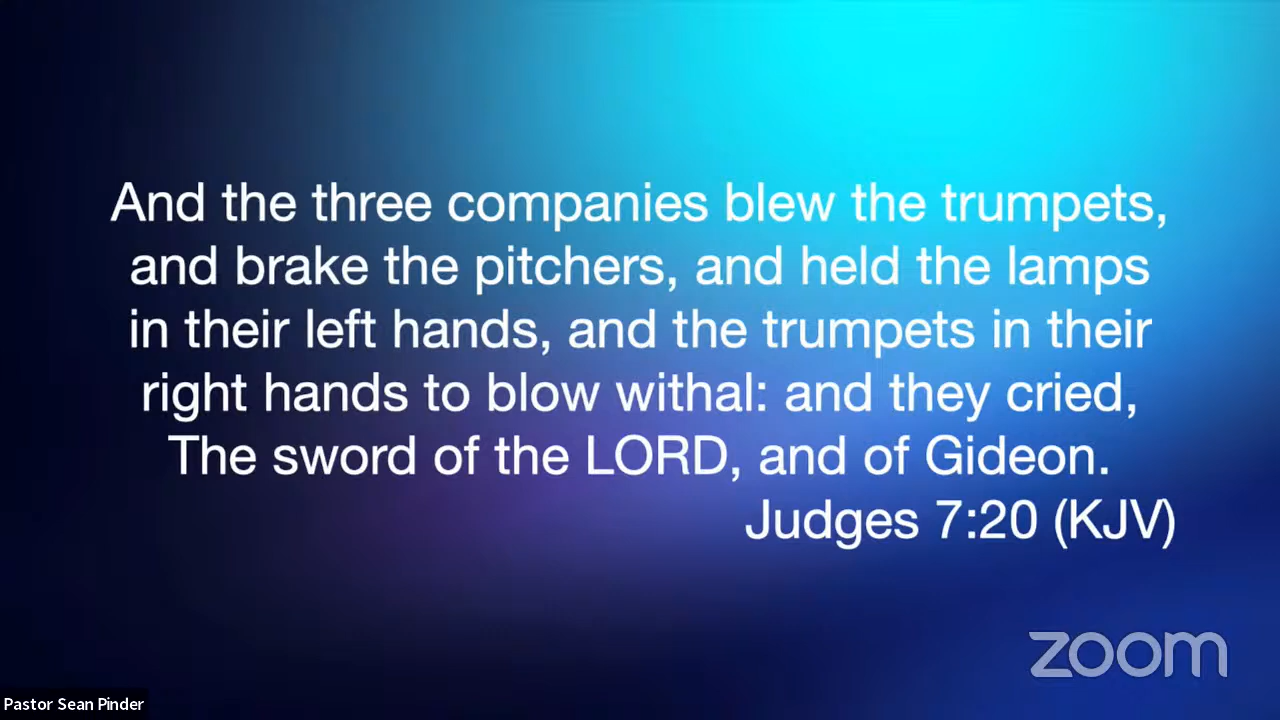 And the three companies blew the trumpets,
and brake the pitchers, and held the lamps
in their left hands, and the trumpets in their
right hands to blow withal: and they cried,
The sword of the LORD, and of Gideon.
Judges 7:20 (KJV)
zoom
Pastor Sean Pinder